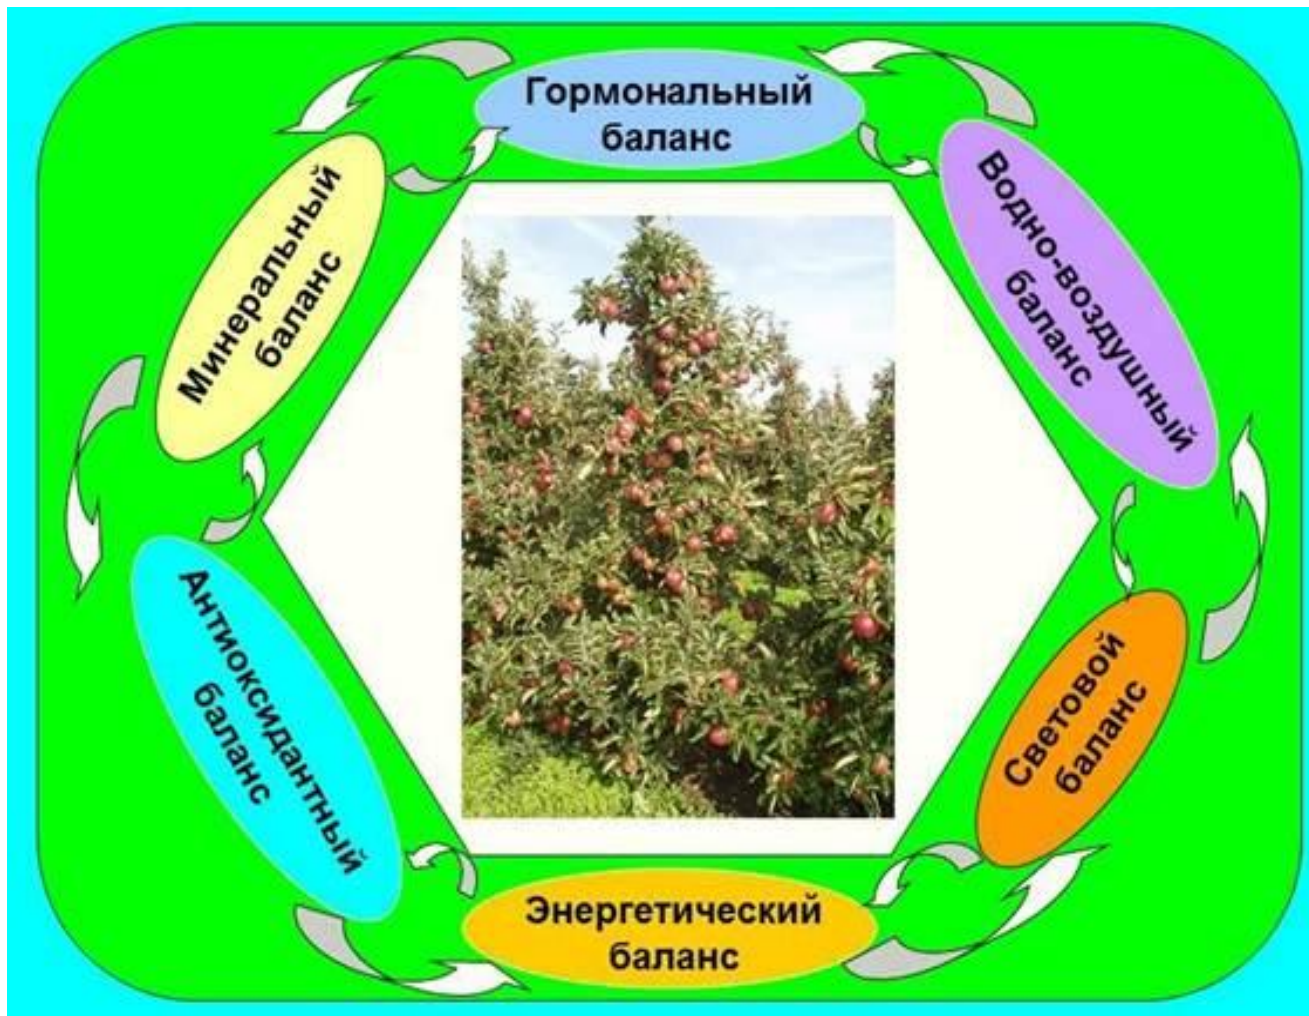 Гормональный
баланс
Водно-воздушный
баланс
Световой
баланс
Энергетический
баланс
Антиоксидантный
баланс
Минеральный
баланс